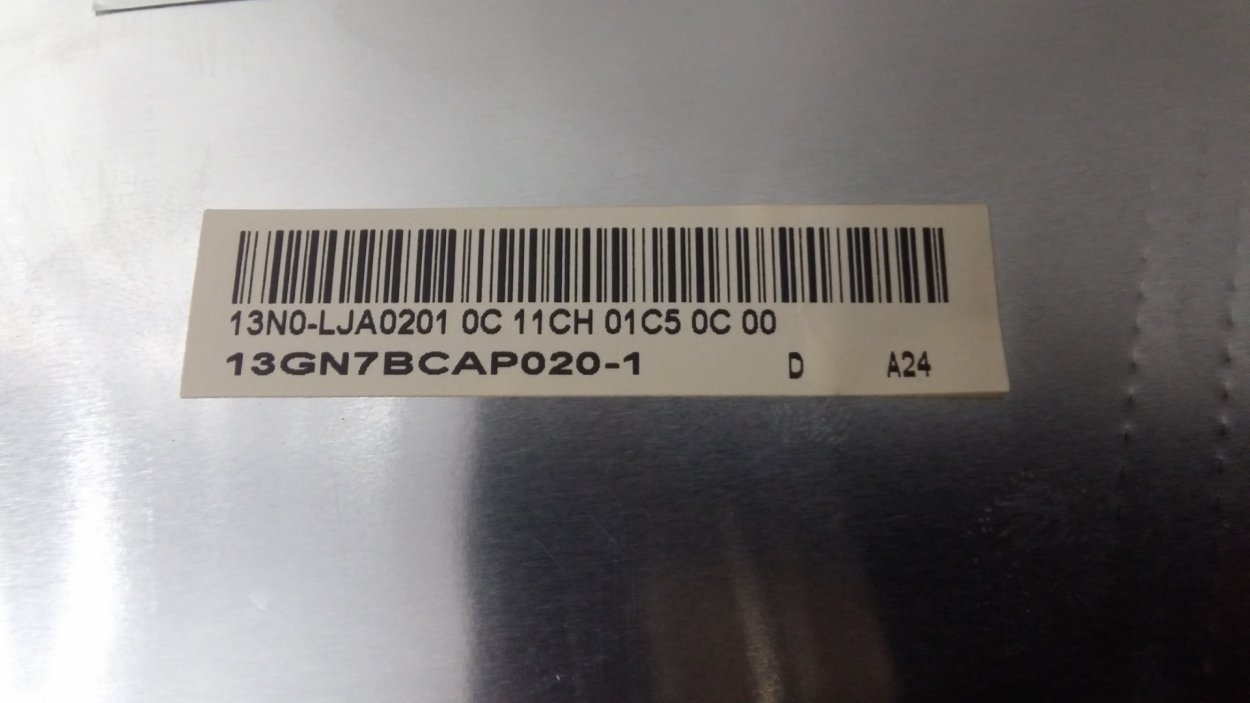 13N0-LJA0201 0C 11CH 01C5 0C 00
13GN7BCAP020-1 D A24